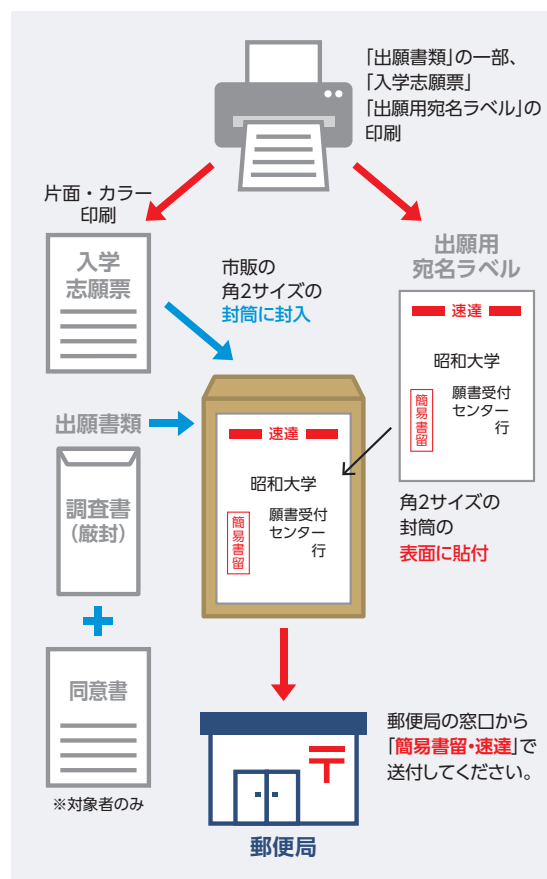 「出願書類」の一部、
「入学志願票」
「出願用宛名ラベル」の
印刷
片面・カラー
印刷
入学
志願票
市販の
角2サイズの
封筒に封入
出願用
宛名ラベル
速達
昭和大学
簡易書留
願書受付
センター
行
角2サイズの
封筒の
表面に貼付
出願書類
調査書
（厳封）
速達
昭和大学
簡易書留
願書受付
センター
行
同意書
※対象者のみ
郵便局の窓口から
「簡易書留・速達」で
送付してください。
郵便局